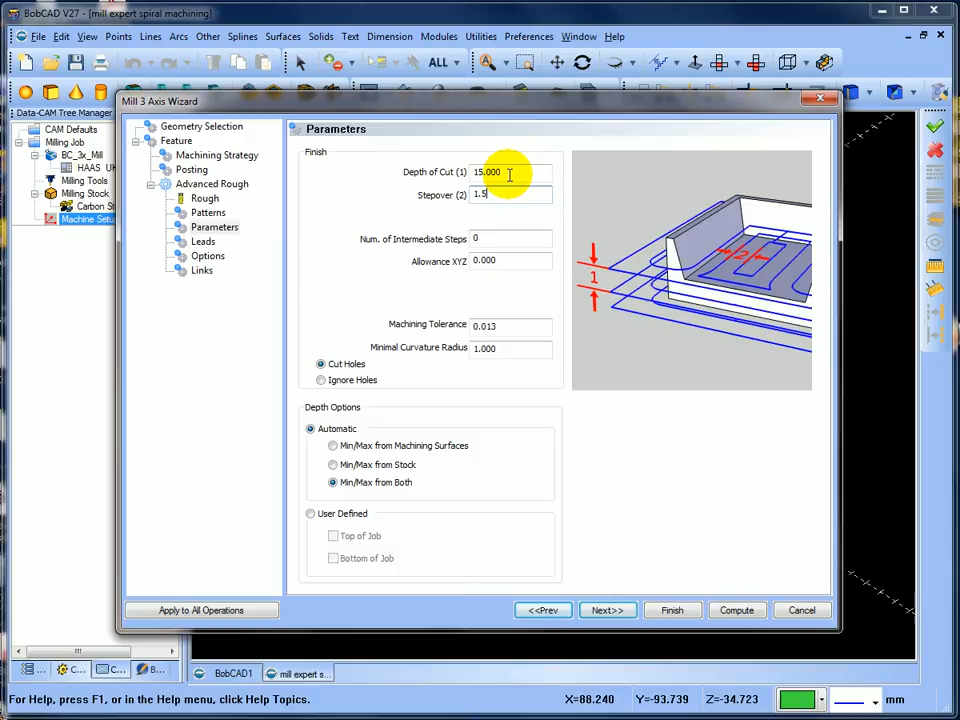 BobCAD V27 - [mill expert spiral machining]
File Edit View Points Lines Arcs Other Splines Surfaces Solids Text Dimension Modules Utilities Preferences Window Help
ALL
Data-CAM Tree Manager
CAM Defaults
Milling Job
BC_3x_Mill
HAAS
Milling Tools
Milling Stock
Carbon St
Machine Setu
Mill 3 Axis Wizard
Geometry Selection
Feature
Machining Strategy
Posting
Advanced Rough
Rough
Patterns
Parameters
Leads
Options
Links
Parameters
Finish
Depth of Cut (1) 15.000
Stepover (2) 1.5
Num. of Intermediate Steps 0
Allowance XYZ 0.000
Machining Tolerance 0.013
Minimal Curvature Radius 1.000
Cut Holes
Ignore Holes
1
2
Depth Options
Automatic
Min/Max from Machining Surfaces
Min/Max from Stock
Min/Max from Both
User Defined
Top of Job
Bottom of Job
Apply to All Operations
<<Prev Next>> Finish Compute Cancel
... C... C... B...
BobCAD1 mill expert s...
For Help, press F1, or in the Help menu, click Help Topics. X=88.240 Y=-93.739 Z=-34.723 mm